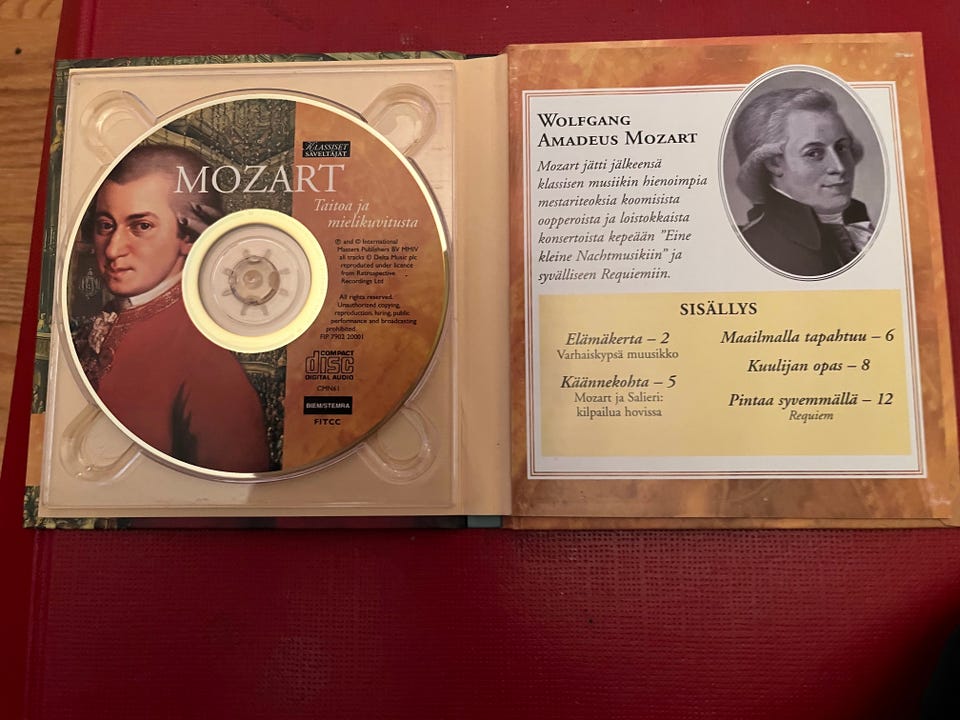 KLASSISET
SÄVELTÄJÄT
MOZART
Taitoa ja
mielikuvitusta
℗ and © International
Masters Publishers BV MMIV
all tracks © Delta Music plc
reproduced under licence
from Retrospective
Recordings Ltd
All rights reserved.
Unauthorized copying,
reproduction, hiring, public
performance and broadcasting
prohibited.
FIP 7902 20001
COMPACT
disc
DIGITAL AUDIO
CMN61
BIEM/STEMRA
FITCC
WOLFGANG
AMADEUS MOZART
Mozart jätti jälkeensä
klassisen musiikin hienoimpia
mestariteoksia koomisista
oopperoista ja loistokkaista
konsertoista kepeään ”Eine
kleine Nachtmusikiin” ja
syvälliseen Requiemiin.
SISÄLLYS
Elämäkerta – 2
Varhaiskypsä muusikko
Käännekohta – 5
Mozart ja Salieri:
kilpailua hovissa
Maailmalla tapahtuu – 6
Kuulijan opas – 8
Pintaa syvemmällä – 12
Requiem